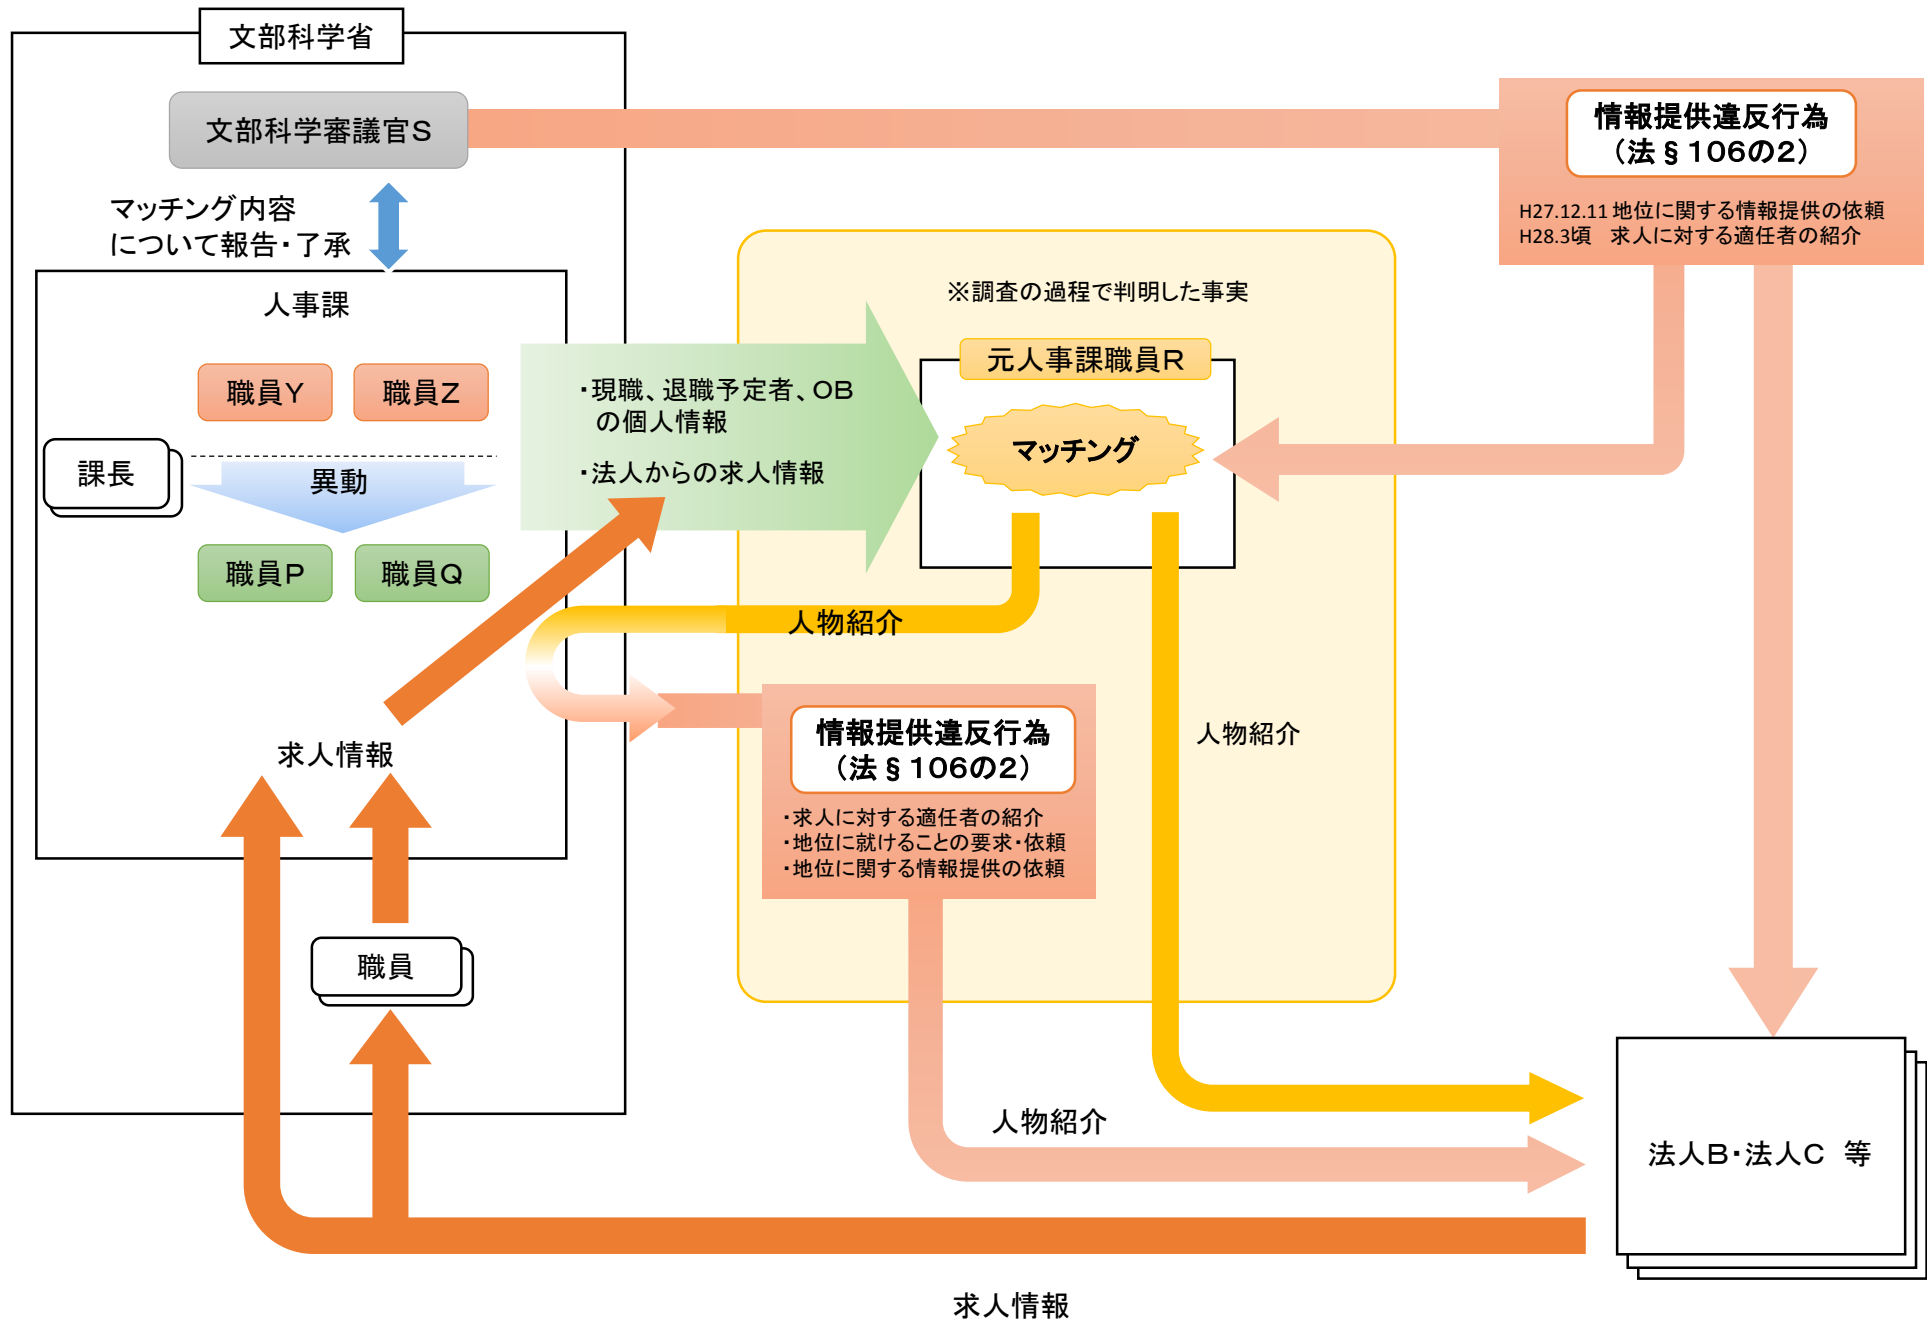 文部科学省
文部科学審議官S
マッチング内容
について報告・了承
人事課
職員Y
職員Z
課長
異動
職員P
職員Q
・現職、退職予定者、OB
の個人情報
・法人からの求人情報
※調査の過程で判明した事実
元人事課職員R
マッチング
情報提供違反行為
（法§106の2）
H27.12.11 地位に関する情報提供の依頼
H28.3頃　求人に対する適任者の紹介
人物紹介
情報提供違反行為
（法§106の2）
・求人に対する適任者の紹介
・地位に就けることの要求・依頼
・地位に関する情報提供の依頼
人物紹介
求人情報
職員
人物紹介
法人B・法人C　等
求人情報